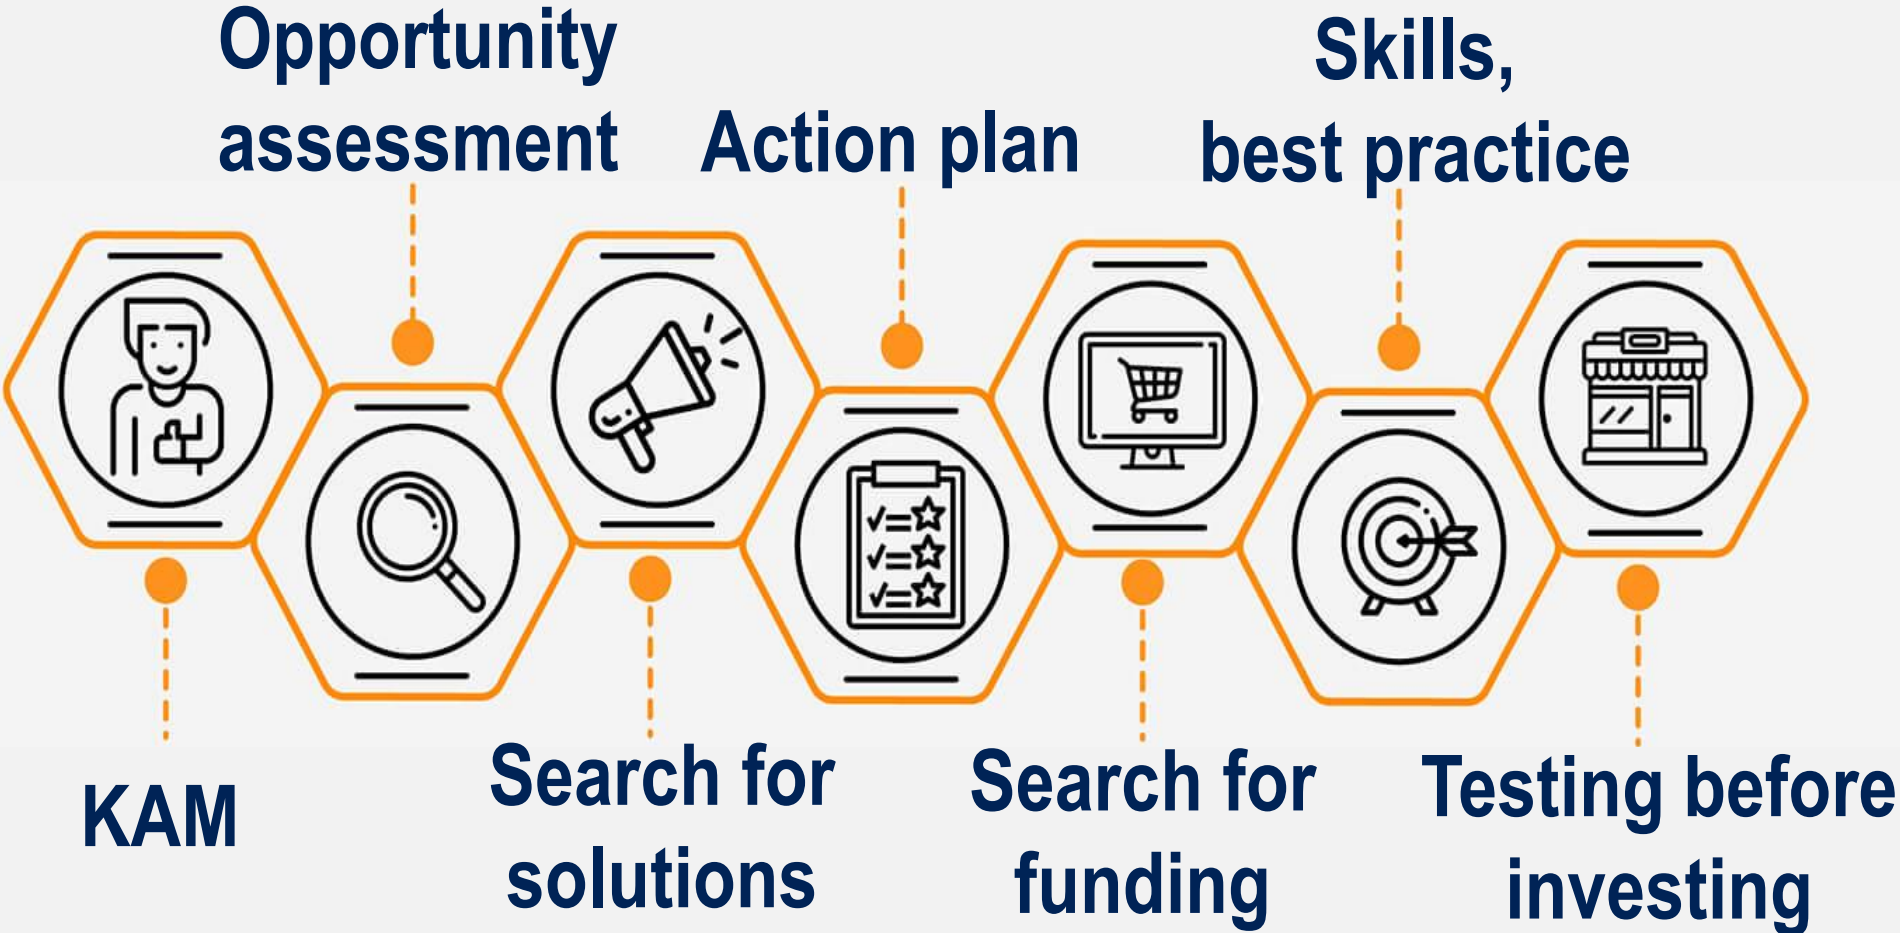 Opportunity
assessment
Action plan
Skills,
best practice
KAM
Search for
solutions
Search for
funding
Testing before
investing